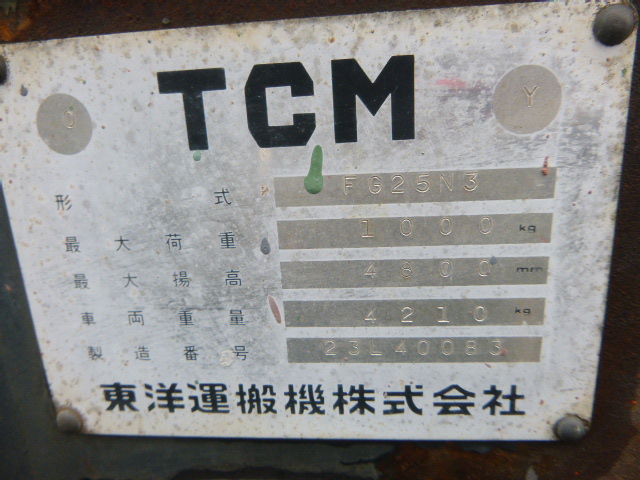 TCM
C Y
形式 FG25N3
最大荷重 1000 kg
最大揚高 4300 mm
車両重量 4210 kg
製造番号 23L40083
東洋運搬機株式会社